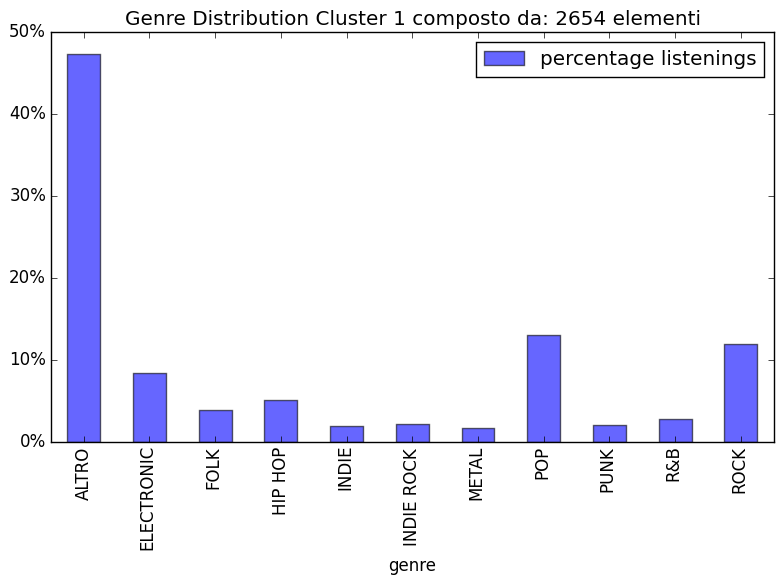 Genre Distribution Cluster 1 composto da: 2654 elementi
percentage listenings
50%
40%
30%
20%
10%
0%
ALTRO
ELECTRONIC
FOLK
HIP HOP
INDIE
INDIE ROCK
METAL
POP
PUNK
R&B
ROCK
genre